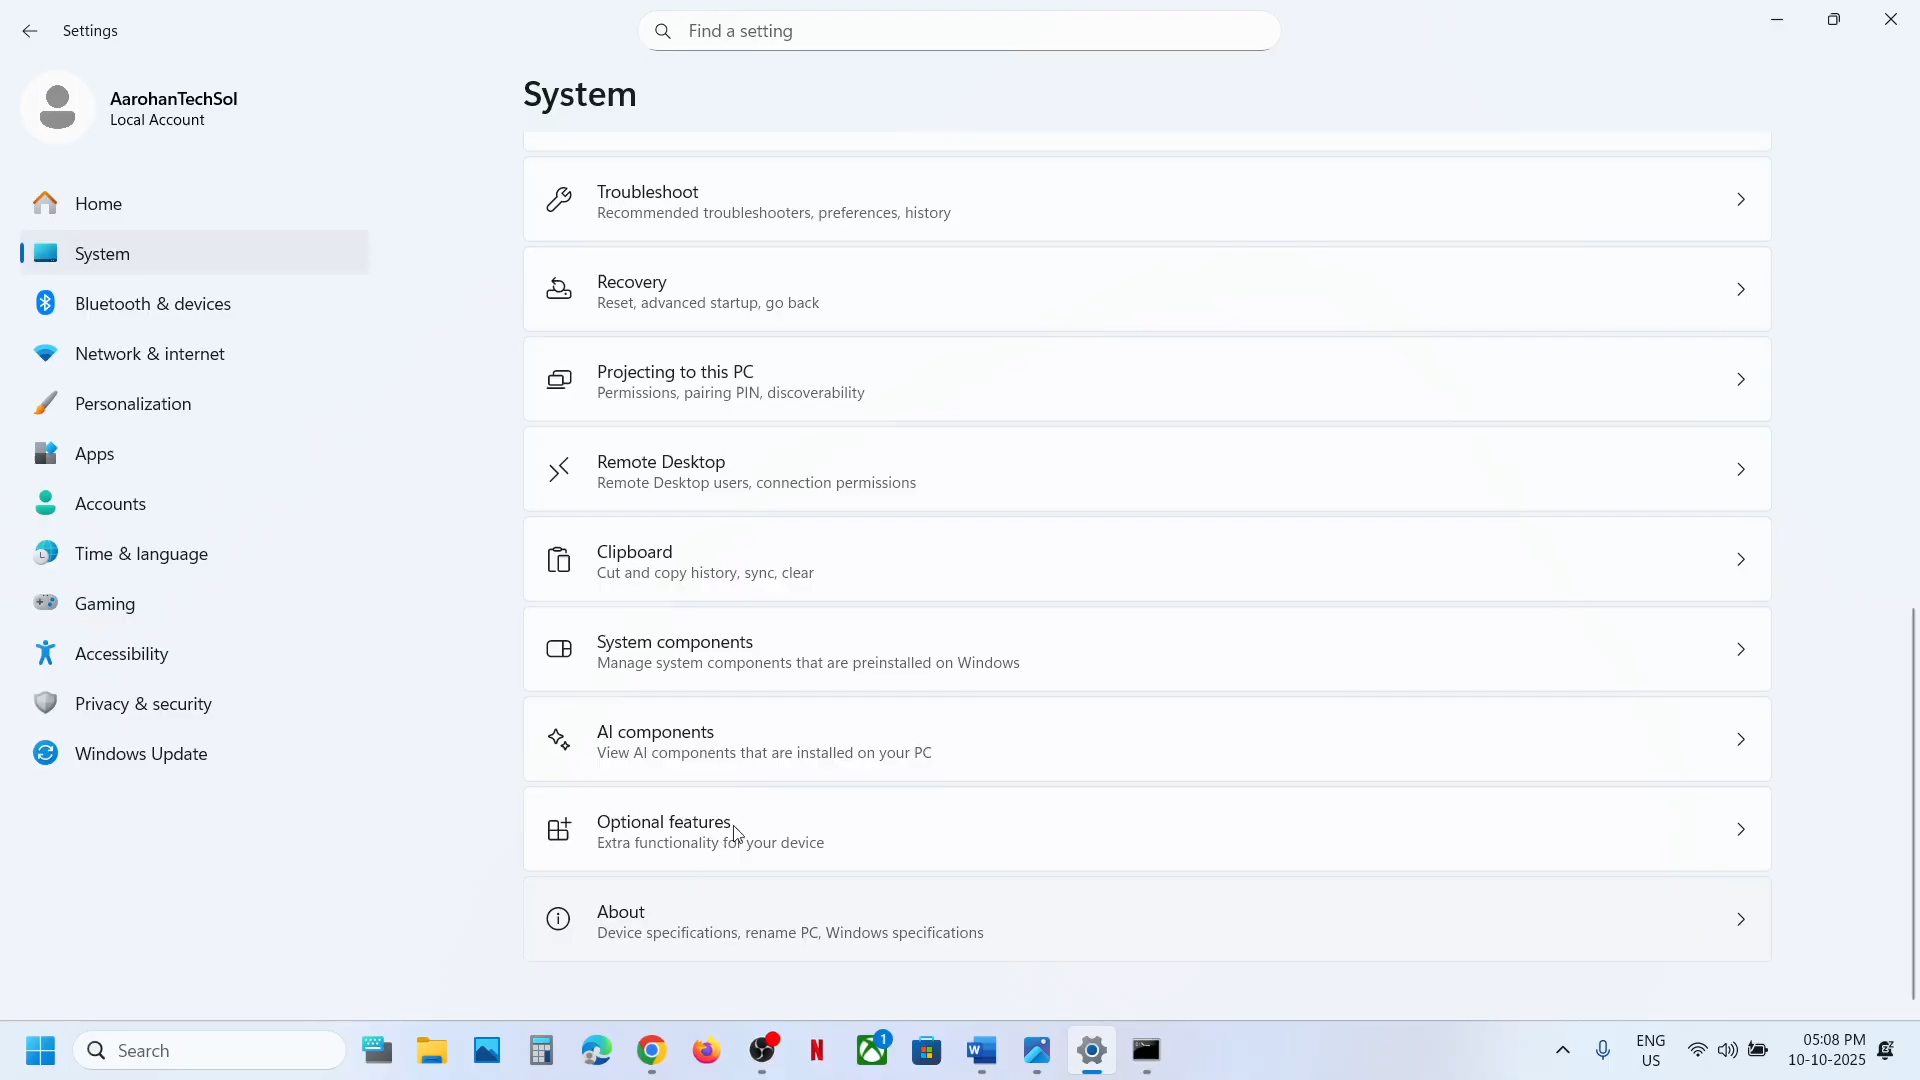 Settings
Find a setting
AarohanTechSol
Local Account
Home
System
Bluetooth & devices
Network & internet
Personalization
Apps
Accounts
Time & language
Gaming
Accessibility
Privacy & security
Windows Update
System
Troubleshoot
Recommended troubleshooters, preferences, history
Recovery
Reset, advanced startup, go back
Projecting to this PC
Permissions, pairing PIN, discoverability
Remote Desktop
Remote Desktop users, connection permissions
Clipboard
Cut and copy history, sync, clear
System components
Manage system components that are preinstalled on Windows
AI components
View AI components that are installed on your PC
Optional features
Extra functionality for your device
About
Device specifications, rename PC, Windows specifications
Search
1
ENG
US
05:08 PM
10-10-2025